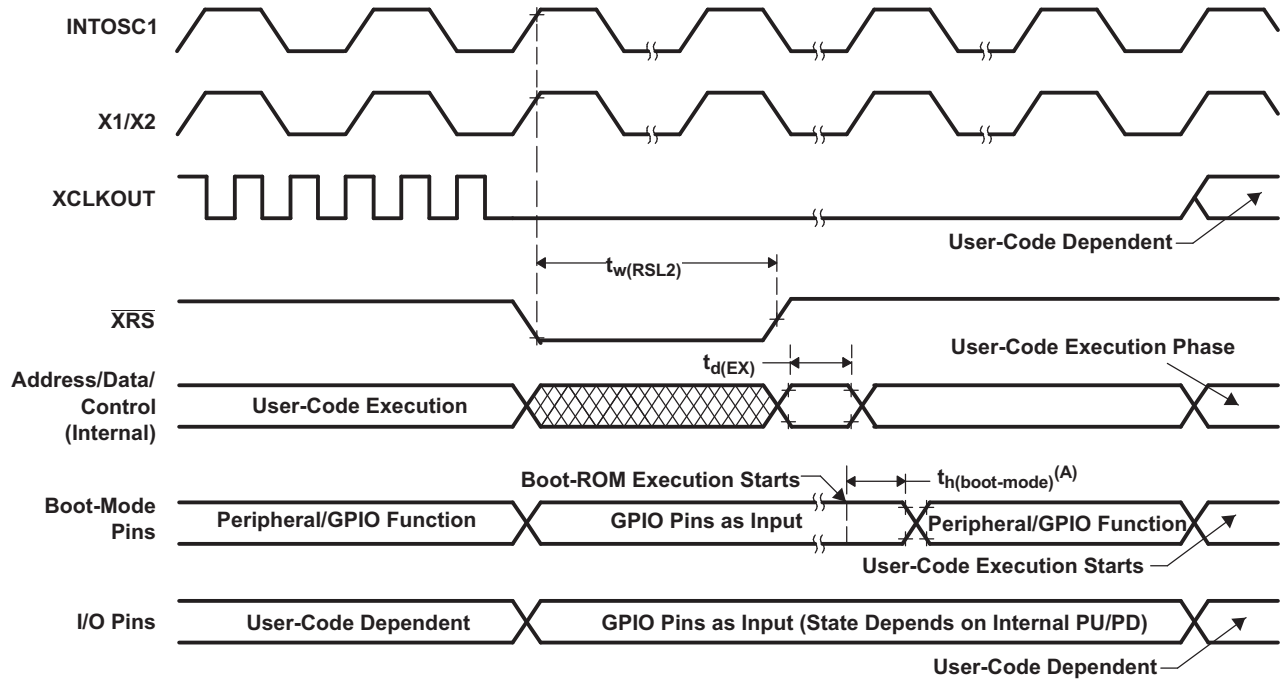 INTOSC1
X1/X2
XCLKOUT
User-Code Dependent
tw(RSL2)
XRS
User-Code Execution Phase
td(EX)
Address/Data/
Control
(Internal)
User-Code Execution
Boot-ROM Execution Starts
th(boot-mode)(A)
Boot-Mode
Pins
Peripheral/GPIO Function
GPIO Pins as Input
Peripheral/GPIO Function
User-Code Execution Starts
I/O Pins
User-Code Dependent
GPIO Pins as Input (State Depends on Internal PU/PD)
User-Code Dependent